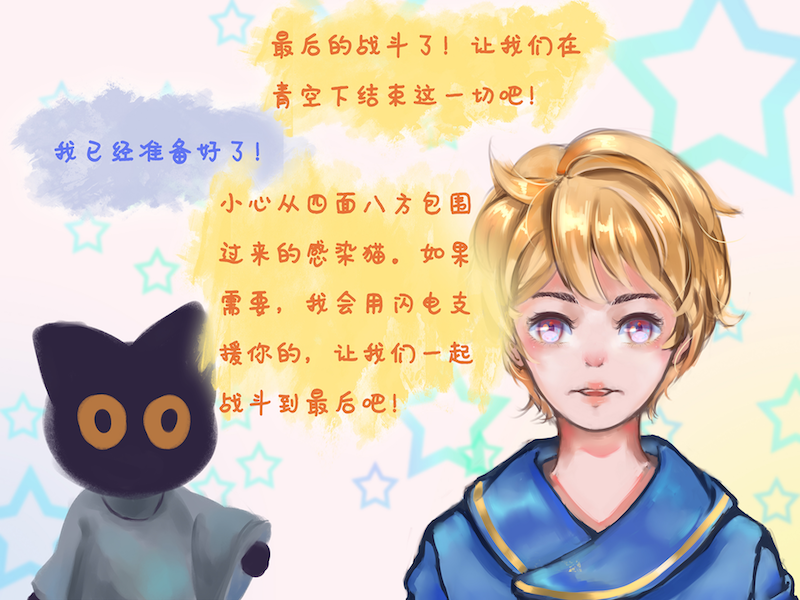 最后的战斗了！让我们在
青空下结束这一切吧！
我已经准备好了！
小心从四面八方包围
过来的感染猫。如果
需要，我会用闪电支
援你的，让我们一起
战斗到最后吧！